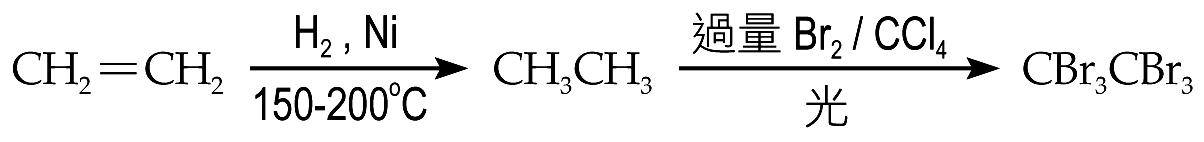 CH₂=CH₂ H₂ , Ni 150-200°C CH₃CH₃ 過量 Br₂ / CCl₄ 光 CBr₃CBr₃